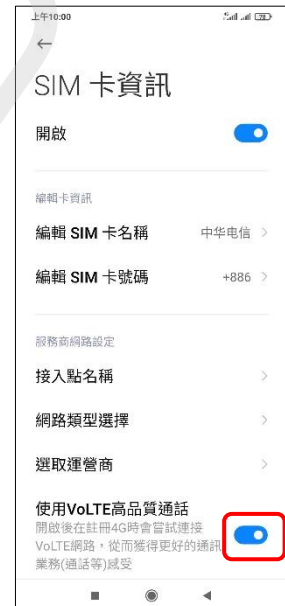 上午10:00
78
SIM 卡資訊
開啟
編輯卡資訊
編輯 SIM 卡名稱 中华电信
編輯 SIM 卡號碼 +886
服務商網路設定
接入點名稱
網路類型選擇
選取運營商
使用VoLTE高品質通話
開啟後在註冊4G時會嘗試連接
VoLTE網路，從而獲得更好的通訊
業務(通話等)感受